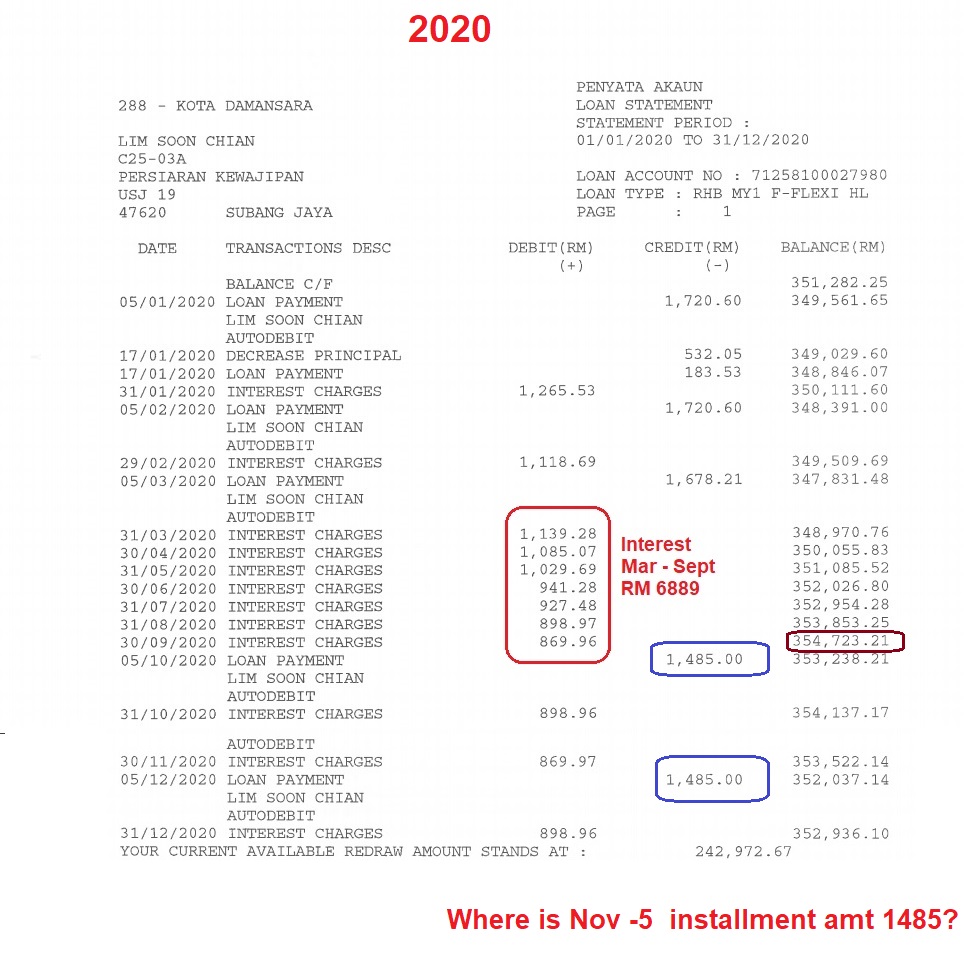 2020
PENYATA AKAUN
288 - KOTA DAMANSARA LOAN STATEMENT
STATEMENT PERIOD :
LIM SOON CHIAN 01/01/2020 TO 31/12/2020
C25-03A
PERSIARAN KEWAJIPAN LOAN ACCOUNT NO : 71258100027980
USJ 19 LOAN TYPE : RHB MY1 F-FLEXI HL
47620 SUBANG JAYA PAGE : 1
DATE TRANSACTIONS DESC DEBIT(RM) CREDIT(RM) BALANCE(RM)
(+) (-)
BALANCE C/F 351,282.25
05/01/2020 LOAN PAYMENT 1,720.60 349,561.65
LIM SOON CHIAN
AUTODEBIT
17/01/2020 DECREASE PRINCIPAL 532.05 349,029.60
17/01/2020 LOAN PAYMENT 183.53 348,846.07
31/01/2020 INTEREST CHARGES 1,265.53 350,111.60
05/02/2020 LOAN PAYMENT 1,720.60 348,391.00
LIM SOON CHIAN
AUTODEBIT
29/02/2020 INTEREST CHARGES 1,118.69 349,509.69
05/03/2020 LOAN PAYMENT 1,678.21 347,831.48
LIM SOON CHIAN
AUTODEBIT
31/03/2020 INTEREST CHARGES 1,139.28 348,970.76
30/04/2020 INTEREST CHARGES 1,085.07 350,055.83
31/05/2020 INTEREST CHARGES 1,029.69 351,085.52
30/06/2020 INTEREST CHARGES 941.28 352,026.80
31/07/2020 INTEREST CHARGES 927.48 352,954.28
31/08/2020 INTEREST CHARGES 898.97 353,853.25
30/09/2020 INTEREST CHARGES 869.96 354,723.21
Interest
Mar - Sept
RM 6889
05/10/2020 LOAN PAYMENT 1,485.00 353,238.21
LIM SOON CHIAN
AUTODEBIT
31/10/2020 INTEREST CHARGES 898.96 354,137.17
AUTODEBIT
30/11/2020 INTEREST CHARGES 869.97 353,522.14
05/12/2020 LOAN PAYMENT 1,485.00 352,037.14
LIM SOON CHIAN
AUTODEBIT
31/12/2020 INTEREST CHARGES 898.96 352,936.10
YOUR CURRENT AVAILABLE REDRAW AMOUNT STANDS AT : 242,972.67
Where is Nov -5 installment amt 1485?